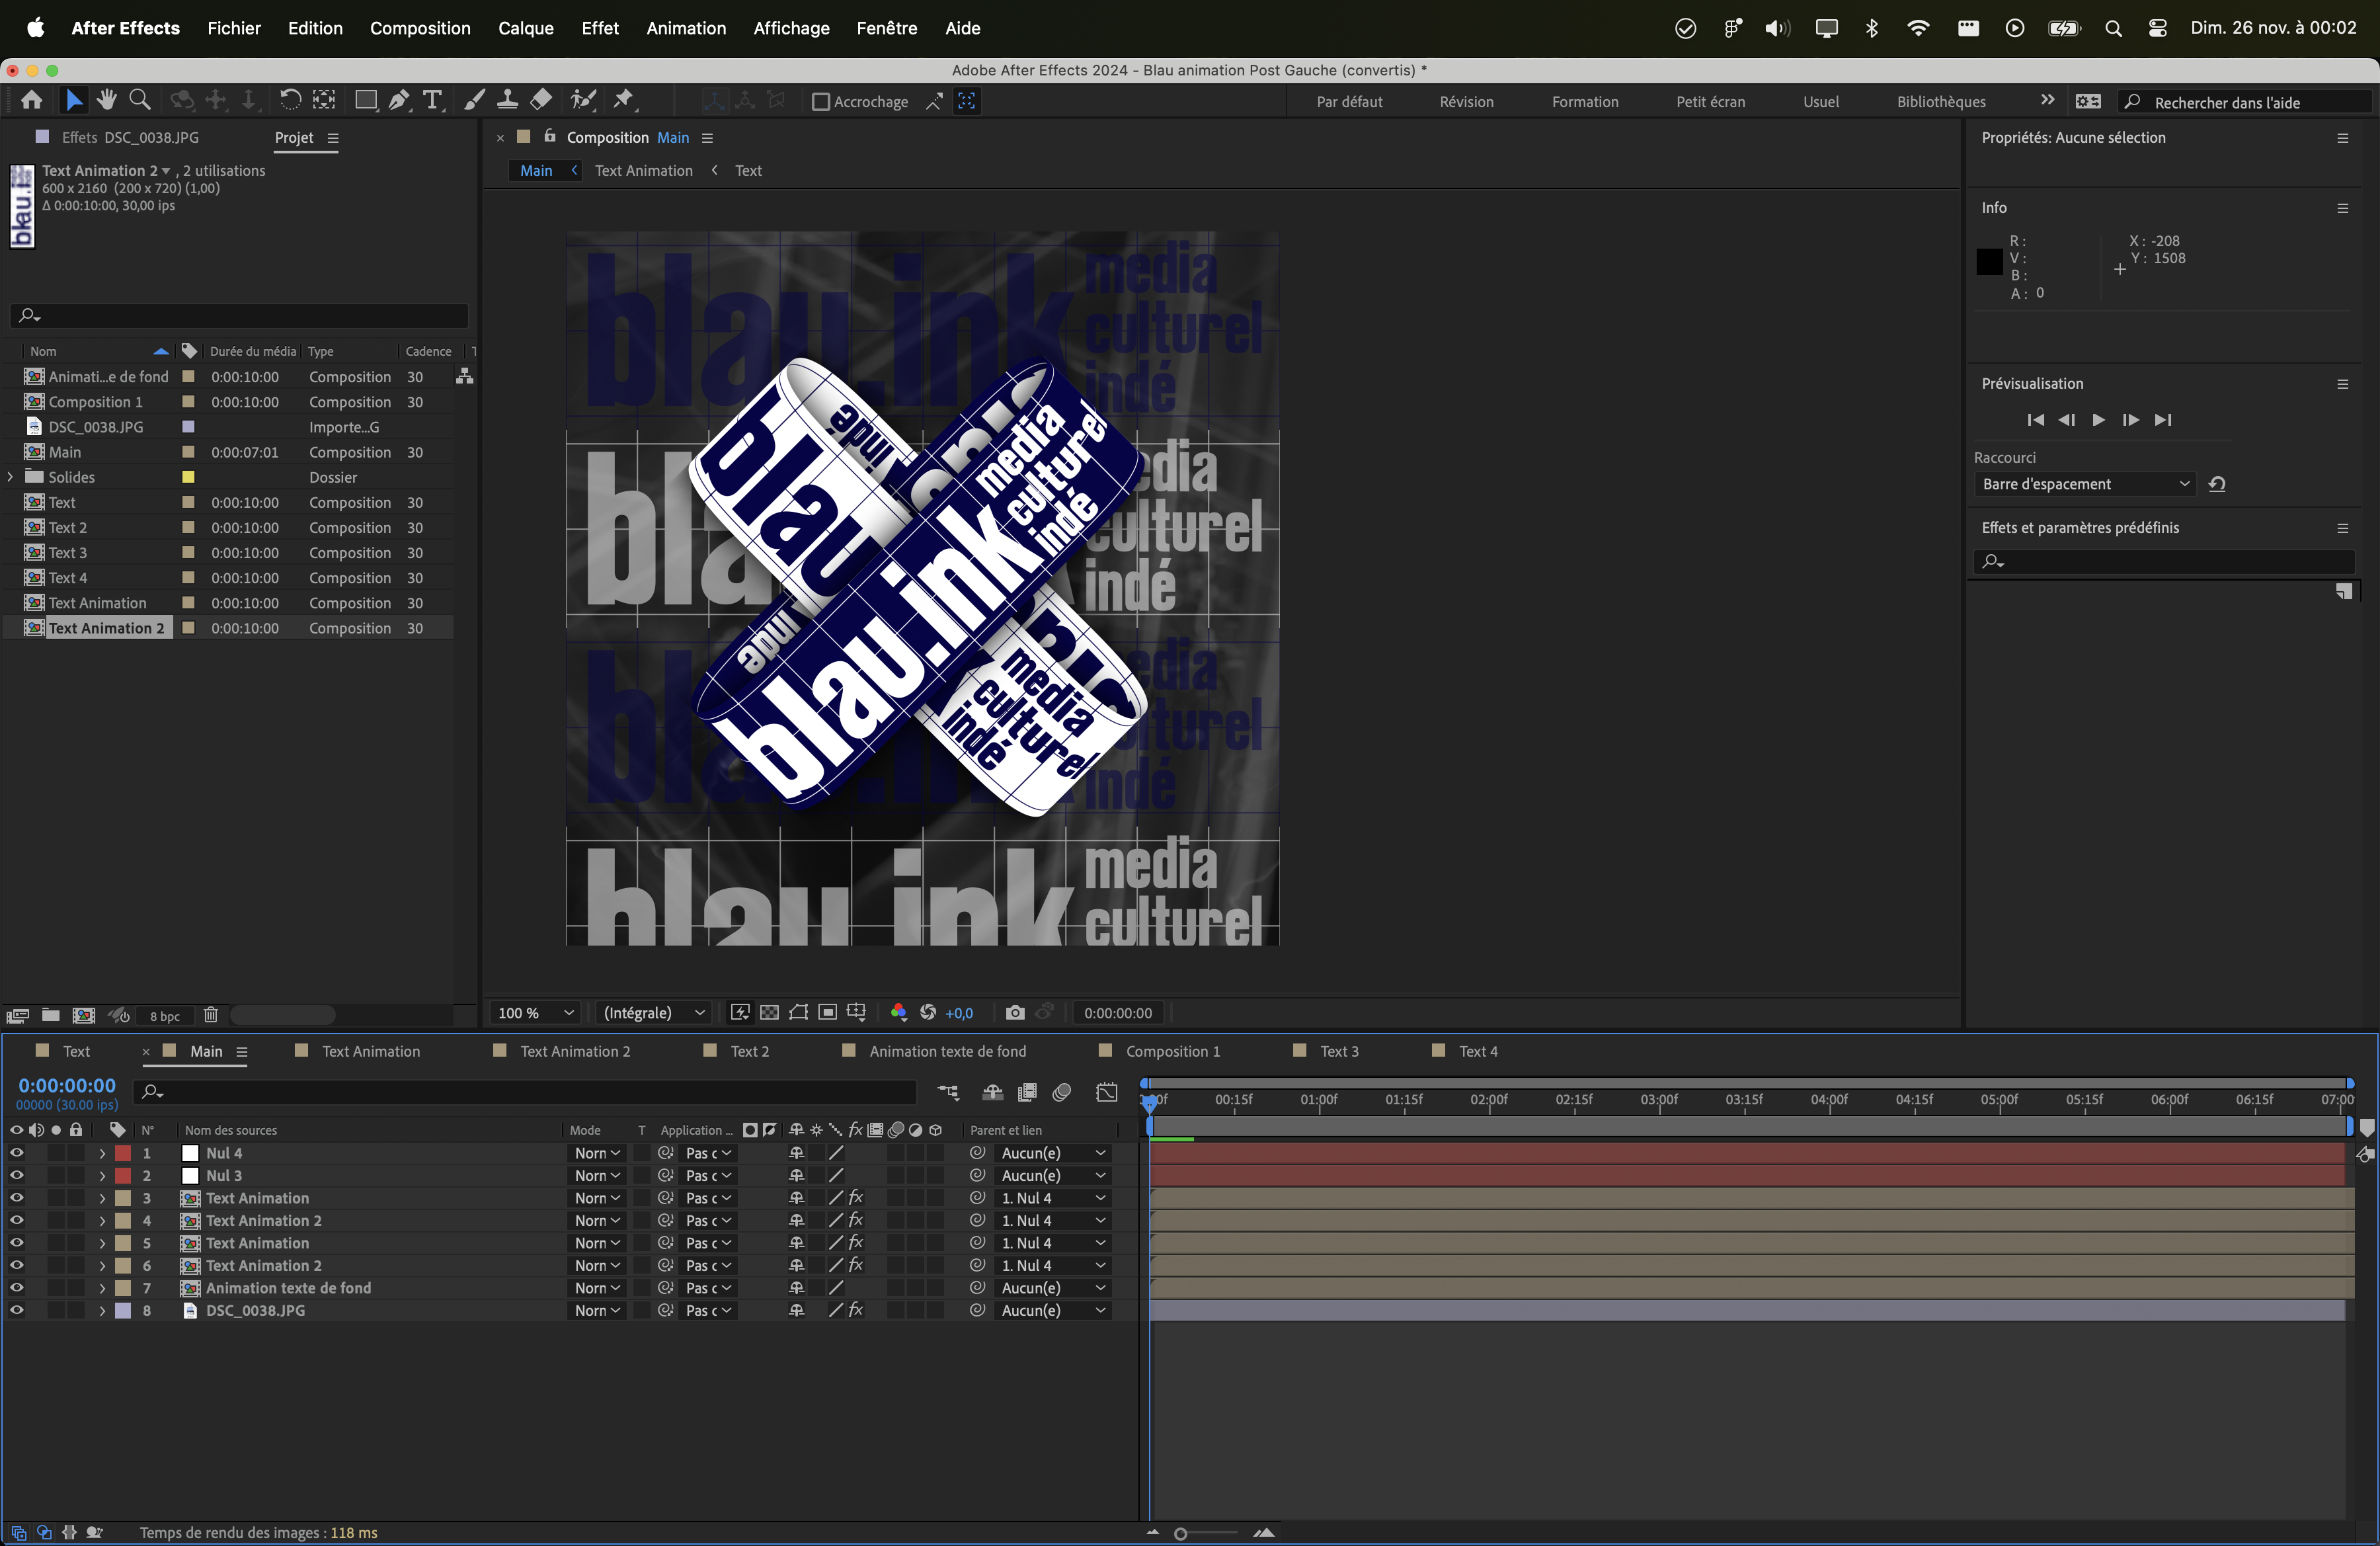 After Effects Fichier Edition Composition Calque Effet Animation Affichage Fenêtre Aide
Dim. 26 nov. à 00:02
Adobe After Effects 2024 - Blau animation Post Gauche (convertis) *
Accrochage
Par défaut Révision Formation Petit écran Usuel Bibliothèques
Rechercher dans l'aide
Effets DSC_0038.JPG
Projet
Text Animation 2 , 2 utilisations
600 x 2160 (200 x 720) (1,00)
Δ 0:00:10:00, 30,00 ips
Nom Durée du média Type Cadence
Animati...e de fond 0:00:10:00 Composition 30
Composition 1 0:00:10:00 Composition 30
DSC_0038.JPG Importe...G
Main 0:00:07:01 Composition 30
Solides Dossier
Text 0:00:10:00 Composition 30
Text 2 0:00:10:00 Composition 30
Text 3 0:00:10:00 Composition 30
Text 4 0:00:10:00 Composition 30
Text Animation 0:00:10:00 Composition 30
Text Animation 2 0:00:10:00 Composition 30
8 bpc
Composition Main
Main Text Animation Text
blau.ink
media
culturel
indé
blau
indé
blau.ink
media
culturel
indé
media
culturel
indé
indé
media
culturel
indé
media
culturel
indé
blau.ink
media
culturel
100 % (Intégrale) +0,0 0:00:00:00
Propriétés: Aucune sélection
Info
R :
V :
B :
A : 0
X : -208
Y : 1508
Prévisualisation
Raccourci
Barre d'espacement
Effets et paramètres prédéfinis
Text Main Text Animation Text Animation 2 Text 2 Animation texte de fond Composition 1 Text 3 Text 4
0:00:00:00
00000 (30.00 ips)
00f 00:15f 01:00f 01:15f 02:00f 02:15f 03:00f 03:15f 04:00f 04:15f 05:00f 05:15f 06:00f 06:15f 07:00
N° Nom des sources Mode T Application ... Parent et lien
1 Nul 4 Norn Pas c Aucun(e)
2 Nul 3 Norn Pas c Aucun(e)
3 Text Animation Norn Pas c fx 1. Nul 4
4 Text Animation 2 Norn Pas c fx 1. Nul 4
5 Text Animation Norn Pas c fx 1. Nul 4
6 Text Animation 2 Norn Pas c fx 1. Nul 4
7 Animation texte de fond Norn Pas c Aucun(e)
8 DSC_0038.JPG Norn Pas c fx Aucun(e)
Temps de rendu des images : 118 ms